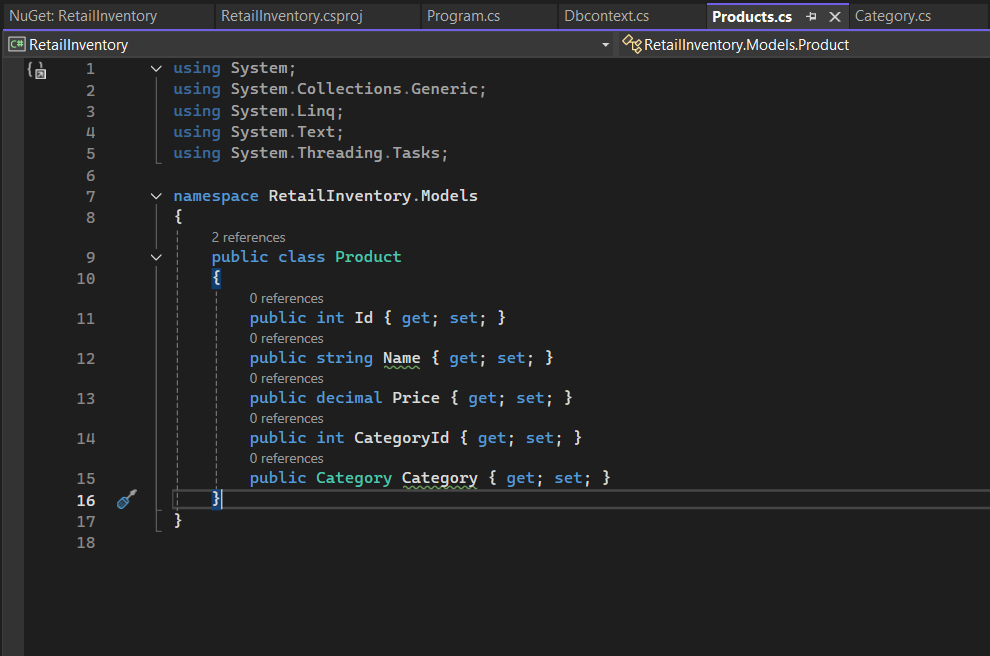 NuGet: RetailInventory RetailInventory.csproj Program.cs Dbcontext.cs Products.cs Category.cs
C# RetailInventory RetailInventory.Models.Product
1 using System;
2 using System.Collections.Generic;
3 using System.Linq;
4 using System.Text;
5 using System.Threading.Tasks;
6
7 namespace RetailInventory.Models
8 {
2 references
9 public class Product
10 {
0 references
11 public int Id { get; set; }
0 references
12 public string Name { get; set; }
0 references
13 public decimal Price { get; set; }
0 references
14 public int CategoryId { get; set; }
0 references
15 public Category Category { get; set; }
16 }
17 }
18